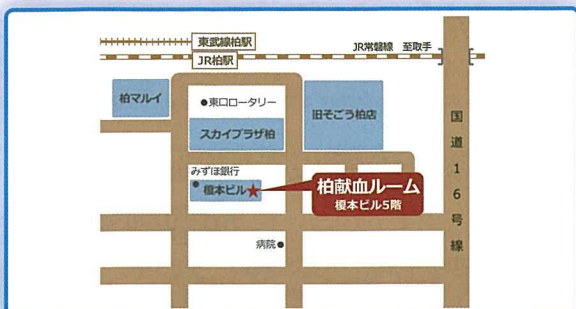 東武線柏駅
JR柏駅
JR常磐線 至取手
柏マルイ
●東口ロータリー
スカイプラザ柏
旧そごう柏店
国道16号線
みずほ銀行
榎本ビル★
柏献血ルーム
榎本ビル5階
病院●